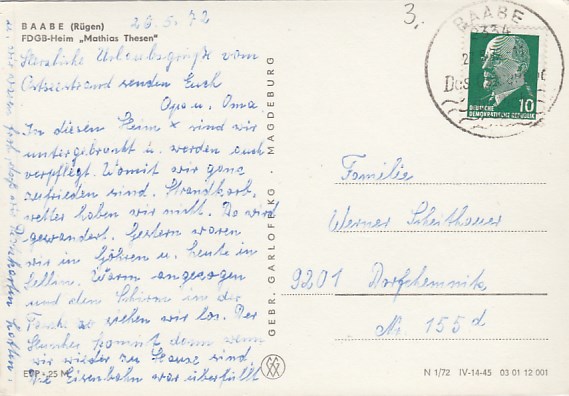 BAABE (Rügen)
FDGB-Heim „Mathias Thesen"
26.5.72
Herzliche Urlaubsgrüße vom
Ostseestrand senden Euch
Opa u. Oma.
In diesem Heim x sind wir
untergebracht u. werden auch
verpflegt. Womit wir ganz
zufrieden sind. Strandkorb-
wetter haben wir nicht. Da wird
gewandert. Gestern waren
wir in Göhren u. heute in
Sellin. Warm angezogen
und den Schirm in der
Tasche so ziehen wir los. Der
kommt dann wenn
wir wieder zu Hause sind.
Die Eisenbahn war überfüllt
EVP -25 M
GEBR. GARLOFF KG · MAGDEBURG
3,
BAABE
2334
10
DEUTSCHE
DEMOKRATISCHE REPUBLIK
Familie
Werner Scheithauer
9201 Dorfchemnitz
Nr. 155 d
N 1/72 IV-14-45 03 01 12 001